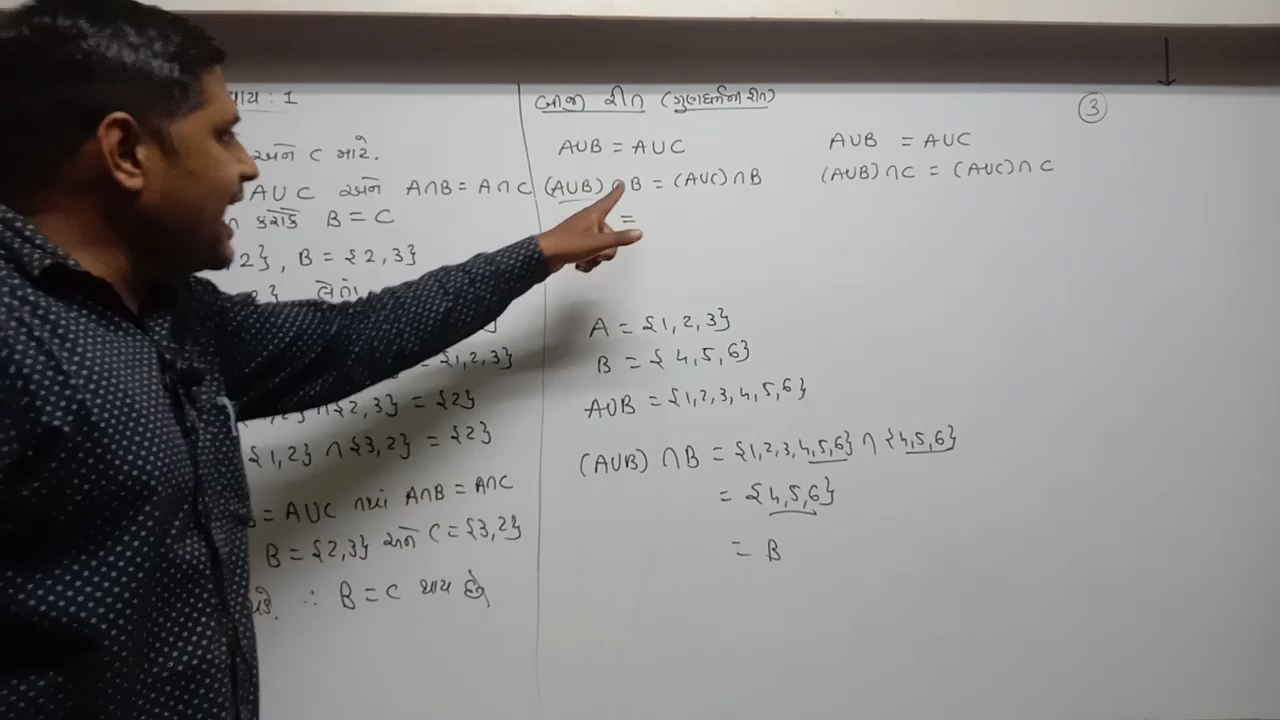 : 1
અને C માટે.
AUC અને A∩B = A∩C
B = C
2}, B = {2,3}
લેતાં
= {1,2,3}
∩{2,3} = {2}
{1,2} ∩ {3,2} = {2}
= AUC તથા A∩B = A∩C
B = {2,3} અને C = {3,2}
∴ B = C થાય છે
બીજી રીત (ગુણધર્મની રીત)
AUB = AUC
(AUB) ∩ B = (AUC) ∩ B
=
A = {1, 2, 3}
B = {4, 5, 6}
AUB = {1, 2, 3, 4, 5, 6}
(AUB) ∩ B = {1, 2, 3, 4, 5, 6} ∩ {4, 5, 6}
= {4, 5, 6}
= B
3
AUB = AUC
(AUB) ∩ C = (AUC) ∩ C